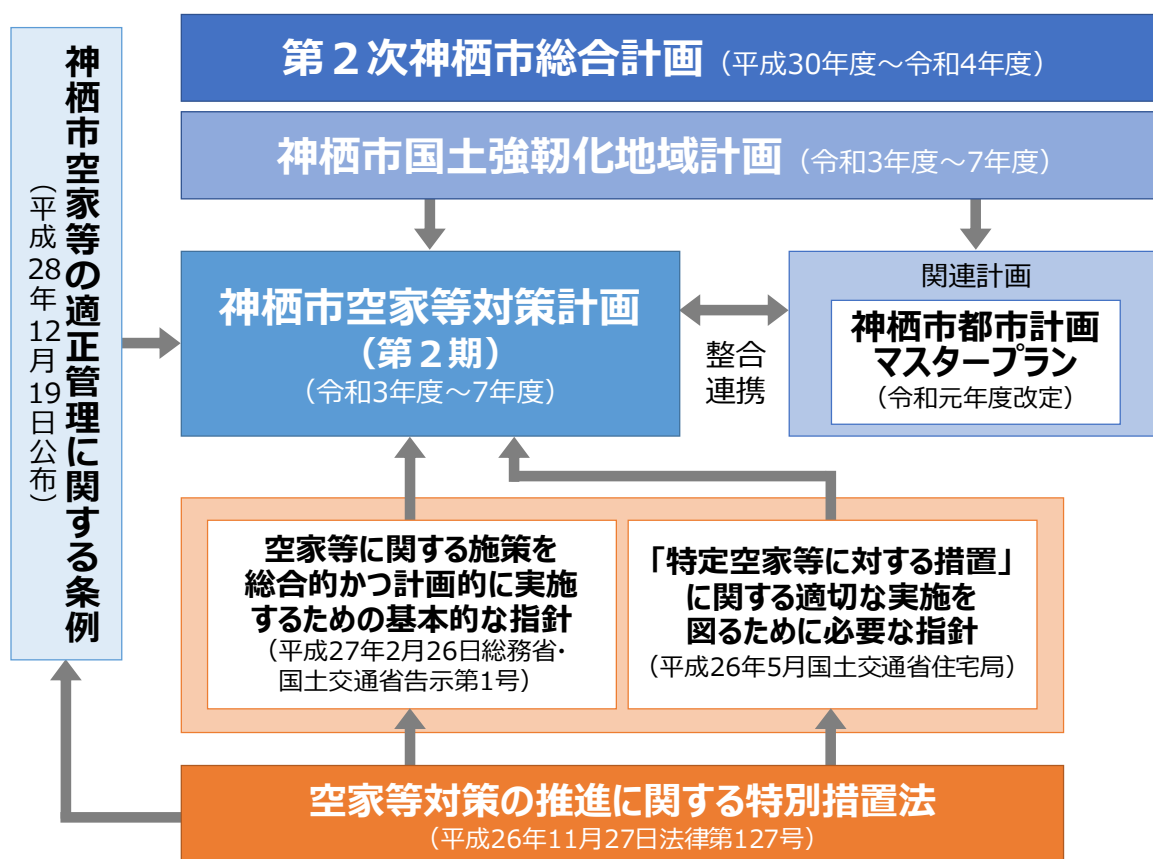 第２次神栖市総合計画（平成30年度～令和4年度）
神栖市国土強靭化地域計画（令和3年度～7年度）
神栖市空家等の適正管理に関する条例
（平成28年12月19日公布）
神栖市空家等対策計画
（第２期）
（令和3年度～7年度）
整合
連携
関連計画
神栖市都市計画
マスタープラン
（令和元年度改定）
空家等に関する施策を
総合的かつ計画的に実施
するための基本的な指針
（平成27年2月26日総務省・
国土交通省告示第1号）
「特定空家等に対する措置」
に関する適切な実施を
図るために必要な指針
（平成26年5月国土交通省住宅局）
空家等対策の推進に関する特別措置法
（平成26年11月27日法律第127号）